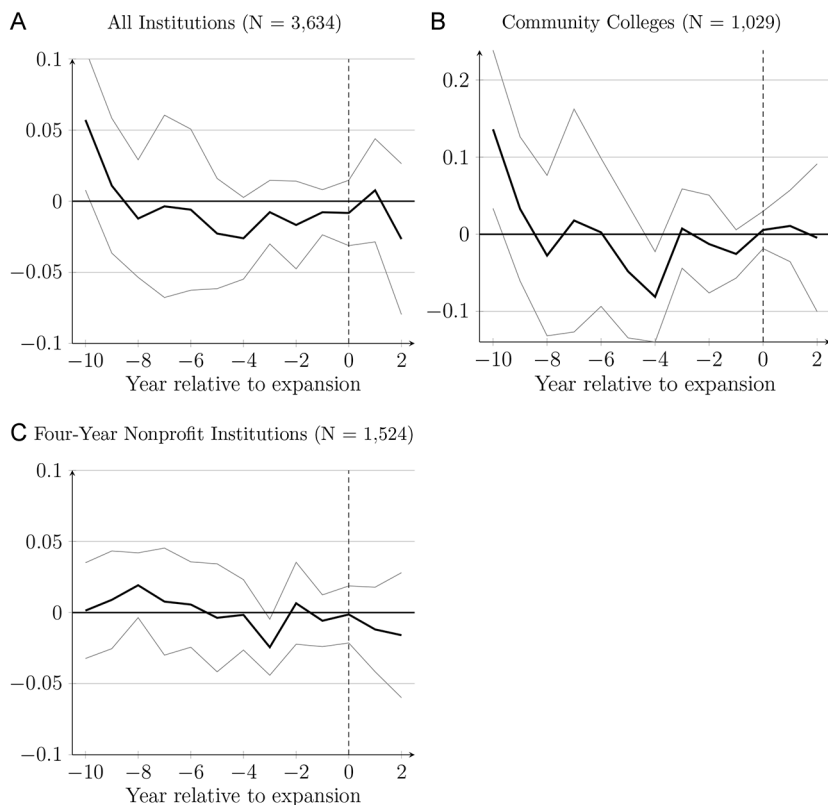 A All Institutions (N = 3,634)
0.1
0.05
0
−0.05
−0.1
−10 −8 −6 −4 −2 0 2
Year relative to expansion
B Community Colleges (N = 1,029)
0.2
0.1
0
−0.1
−10 −8 −6 −4 −2 0 2
Year relative to expansion
C Four-Year Nonprofit Institutions (N = 1,524)
0.1
0.05
0
−0.05
−0.1
−10 −8 −6 −4 −2 0 2
Year relative to expansion